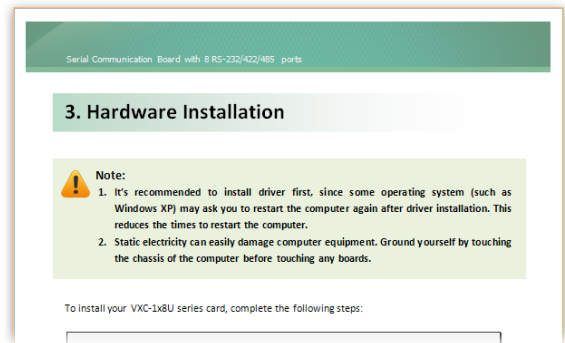 Serial Communication Board with 8 RS-232/422/485 ports
3. Hardware Installation
Note:
1. It's recommended to install driver first, since some operating system (such as
Windows XP) may ask you to restart the computer again after driver installation. This
reduces the times to restart the computer.
2. Static electricity can easily damage computer equipment. Ground yourself by touching
the chassis of the computer before touching any boards.
To install your VXC-1x8U series card, complete the following steps: